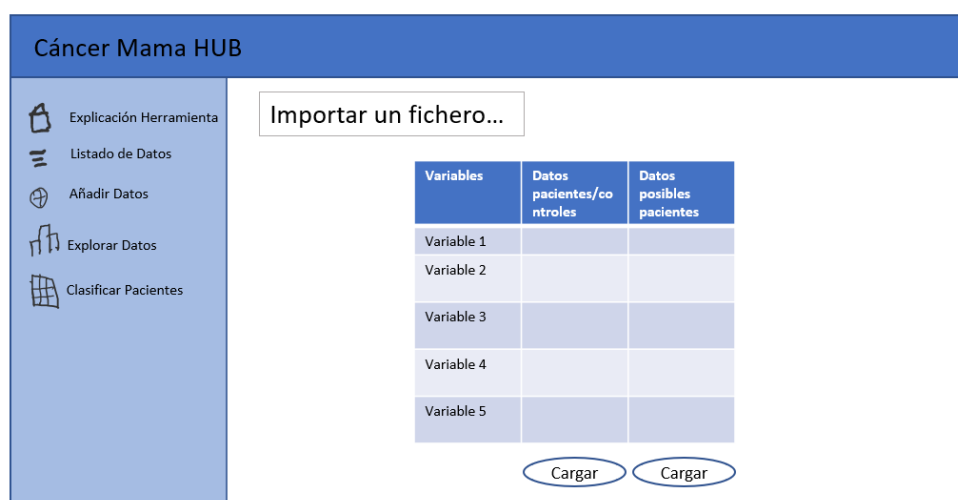 Cáncer Mama HUB
Explicación Herramienta
Listado de Datos
Añadir Datos
Explorar Datos
Clasificar Pacientes
Importar un fichero...
Variables
Datos
pacientes/co
ntroles
Datos
posibles
pacientes
Variable 1
Variable 2
Variable 3
Variable 4
Variable 5
Cargar
Cargar